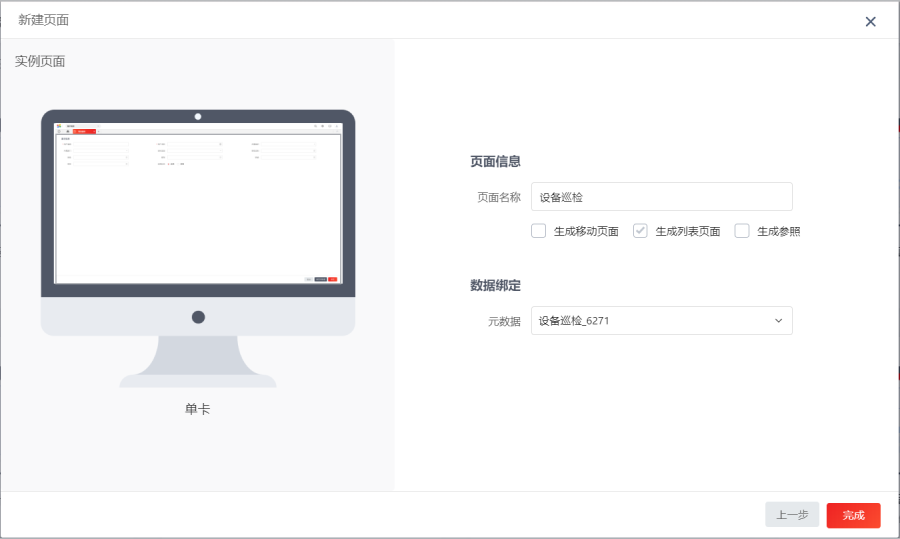 新建页面
实例页面
单卡
页面信息
页面名称 设备巡检
生成移动页面 生成列表页面 生成参照
数据绑定
元数据 设备巡检_6271
上一步 完成